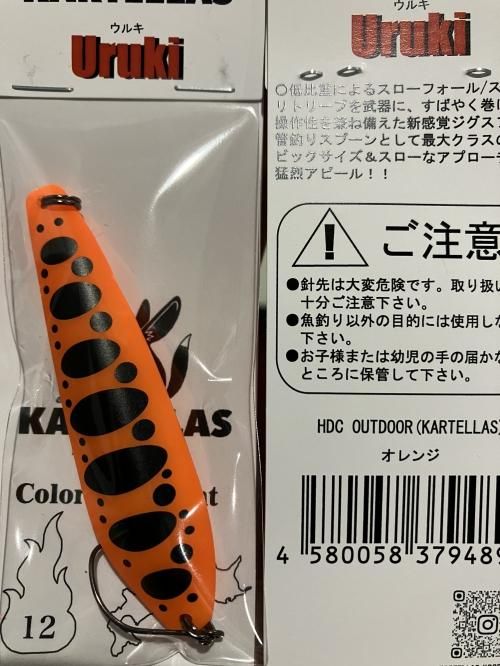 KARTELLAS
ウルキ
Uruki
KARTELLAS
Color
12
ウルキ
Uruki
○低比重によるスローフォール/ス
リトリーブを武器に、すばやく巻け
操作性を兼ね備えた新感覚ジグスプ
管釣りスプーンとして最大クラスの
ビッグサイズ&スローなアプローチ
猛烈アピール!!
ご注意
●針先は大変危険です。取り扱い
十分ご注意下さい。
●魚釣り以外の目的には使用しな
下さい。
●お子様または幼児の手の届かな
ところに保管して下さい。
HDC OUTDOOR(KARTELLAS)
オレンジ
4 580058 379489